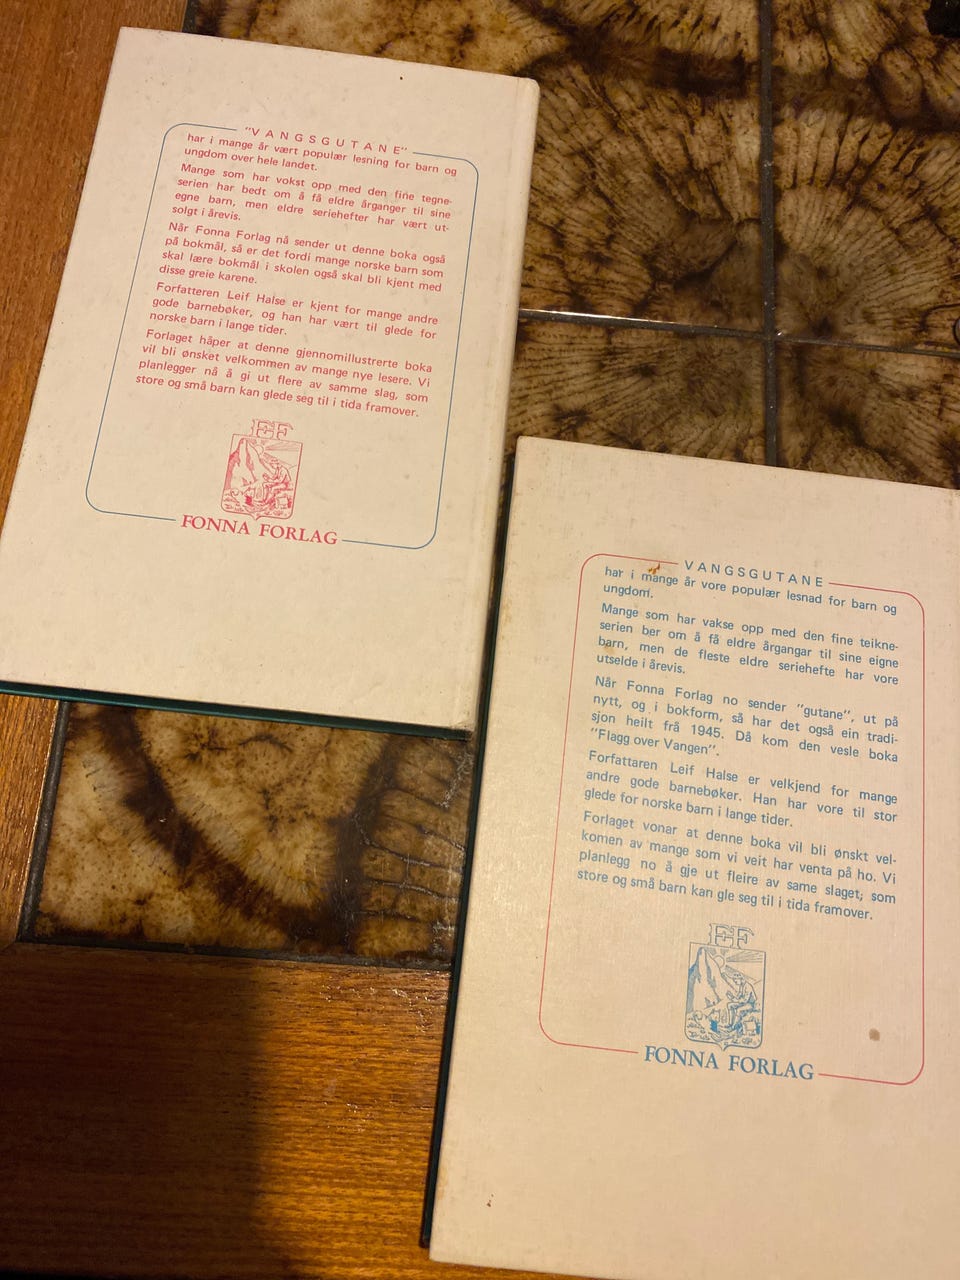 "VANGSGUTANE"
har i mange år vært populær lesning for barn og
ungdom over hele landet.
Mange som har vokst opp med den fine tegne-
serien har bedt om å få eldre årganger til sine
egne barn, men eldre seriehefter har vært ut-
solgt i årevis.
Når Fonna Forlag nå sender ut denne boka også
på bokmål, så er det fordi mange norske barn som
skal lære bokmål i skolen også skal bli kjent med
disse greie karene.
Forfatteren Leif Halse er kjent for mange andre
gode barnebøker, og han har vært til glede for
norske barn i lange tider.
Forlaget håper at denne gjennomillustrerte boka
vil bli ønsket velkommen av mange nye lesere. Vi
planlegger nå å gi ut flere av samme slag, som
store og små barn kan glede seg til i tida framover.
FF
FONNA FORLAG
VANGSGUTANE
har i mange år vore populær lesnad for barn og
ungdom.
Mange som har vakse opp med den fine teikne-
serien ber om å få eldre årgangar til sine eigne
barn, men de fleste eldre seriehefte har vore
utselde i årevis.
Når Fonna Forlag no sender "gutane", ut på
nytt, og i bokform, så har det også ein tradi-
sjon heilt frå 1945. Då kom den vesle boka
"Flagg over Vangen".
Forfattaren Leif Halse er velkjend for mange
andre gode barnebøker. Han har vore til stor
glede for norske barn i lange tider.
Forlaget vonar at denne boka vil bli ønskt vel-
komen av mange som vi veit har venta på ho. Vi
planlegg no å gje ut fleire av same slaget; som
store og små barn kan gle seg til i tida framover.
FF
FONNA FORLAG